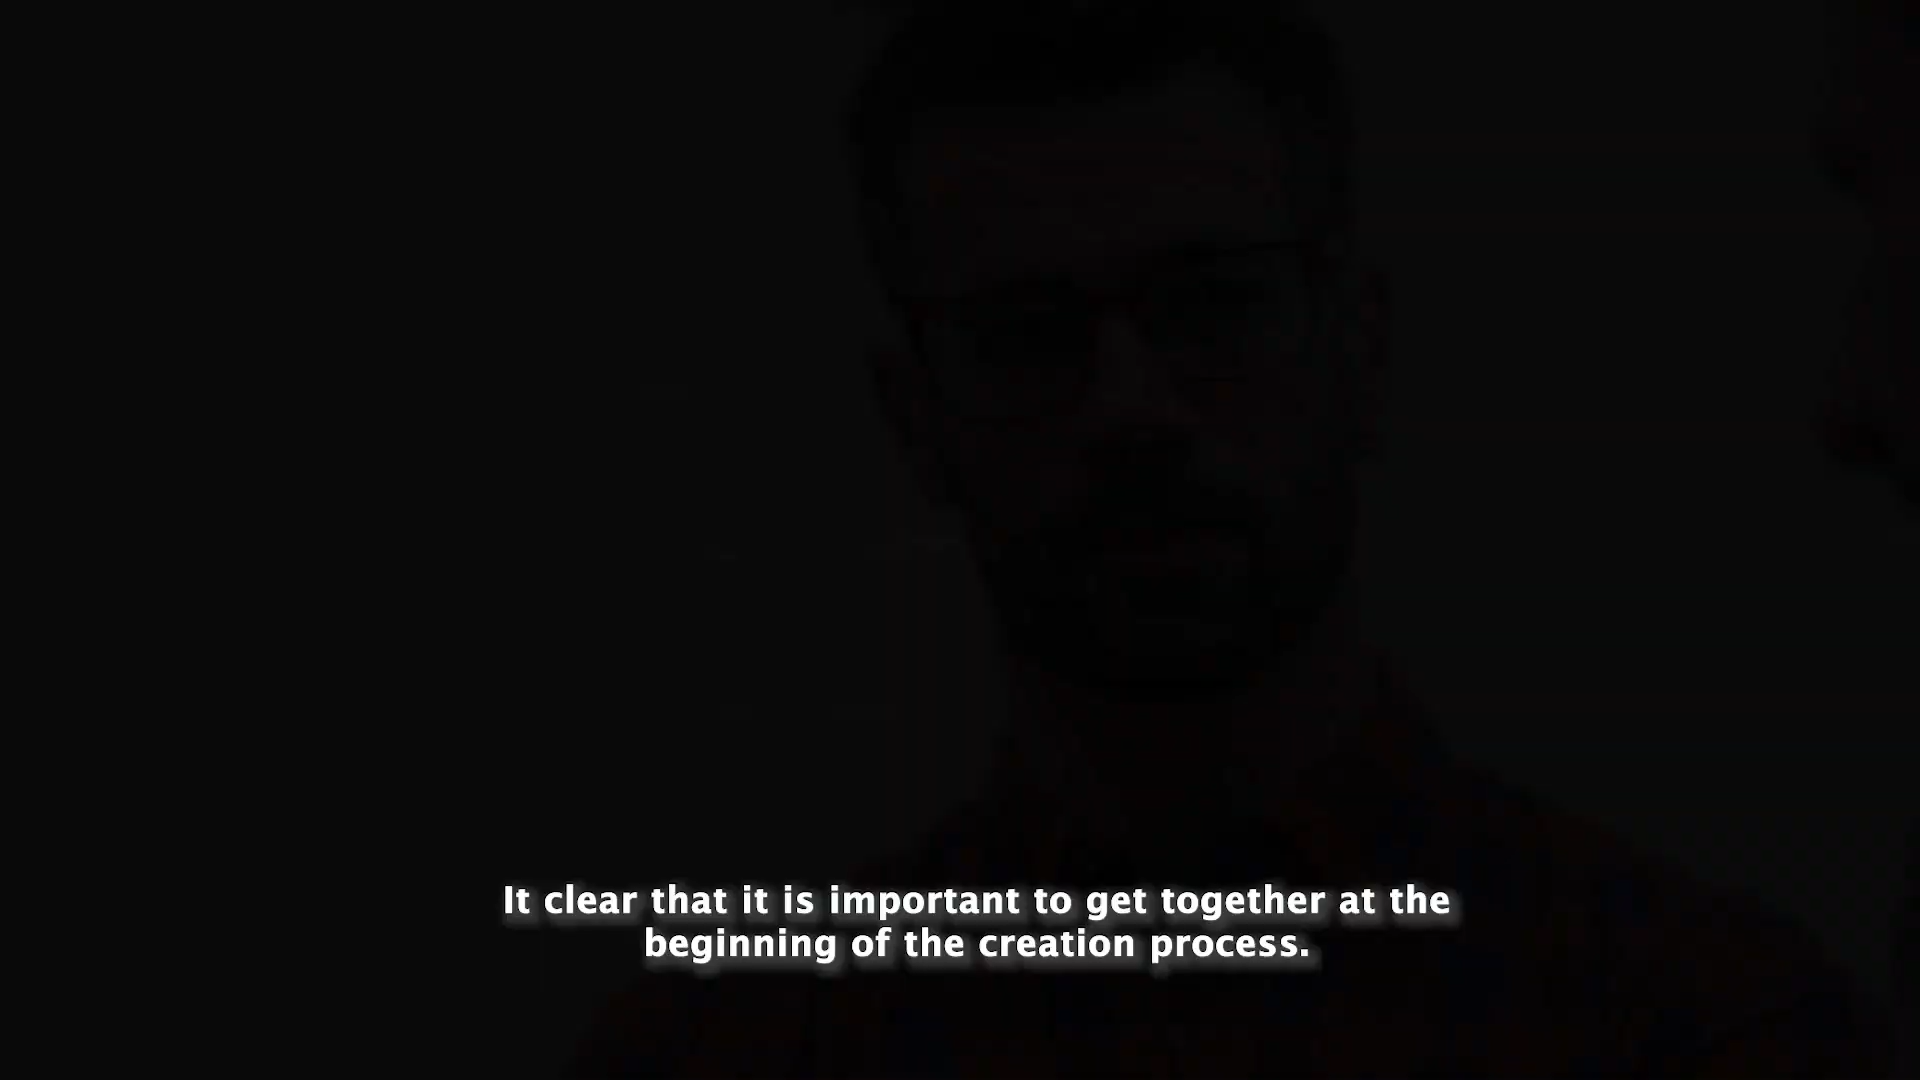 It clear that it is important to get together at the
beginning of the creation process.